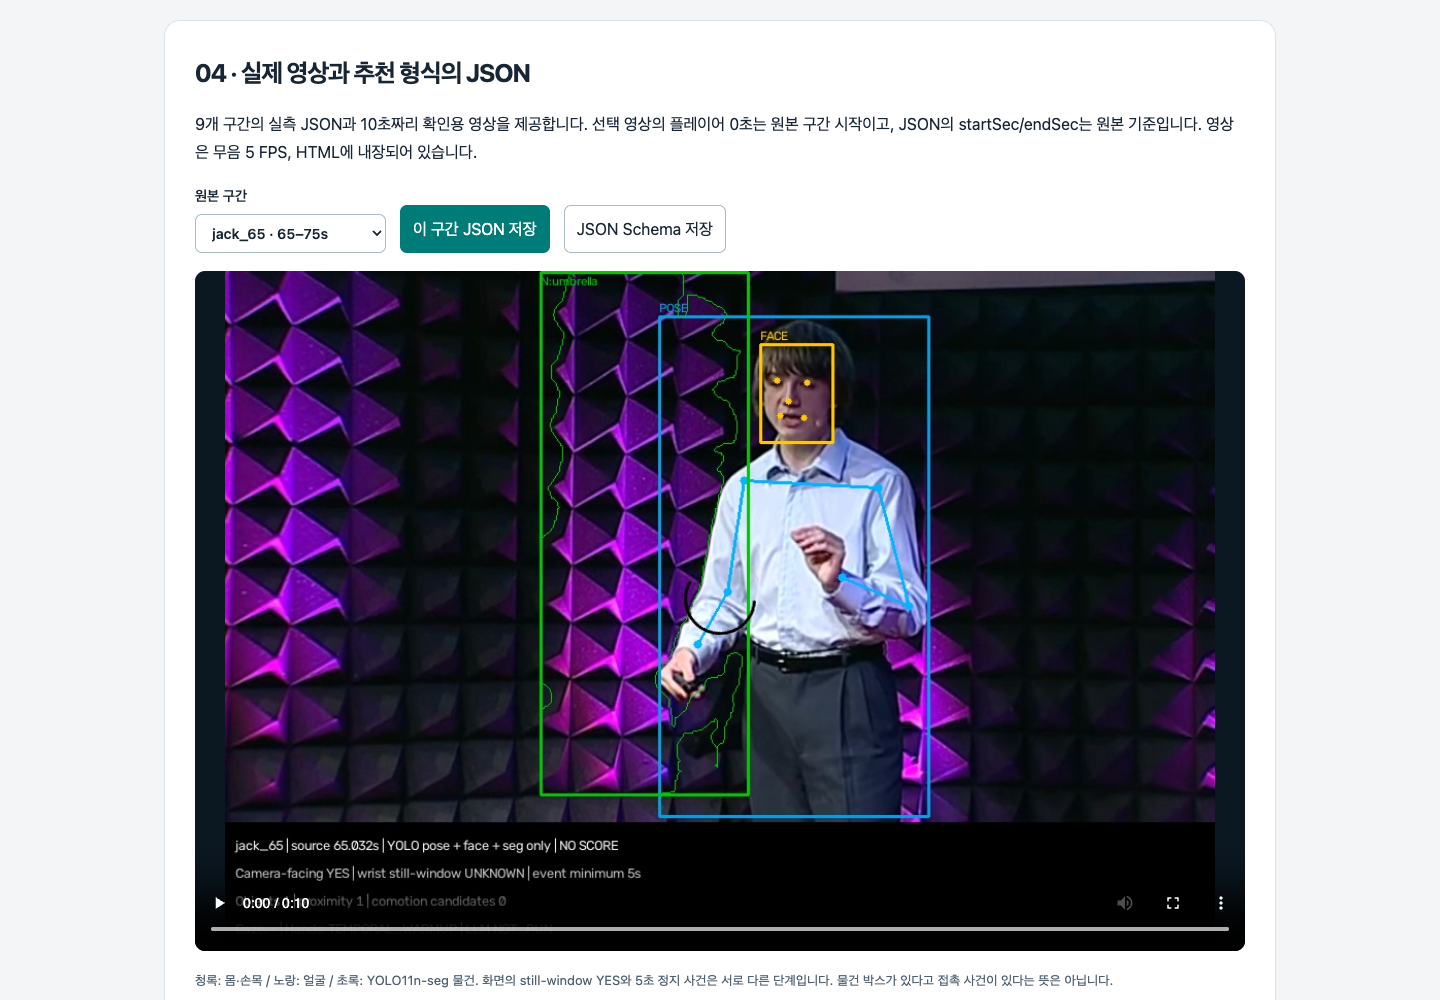 04 · 실제 영상과 추천 형식의 JSON
9개 구간의 실측 JSON과 10초짜리 확인용 영상을 제공합니다. 선택 영상의 플레이어 0초는 원본 구간 시작이고, JSON의 startSec/endSec는 원본 기준입니다. 영상
은 무음 5 FPS, HTML에 내장되어 있습니다.
원본 구간
jack_65 · 65–75s
이 구간 JSON 저장
JSON Schema 저장
N:umbrella
POSE
FACE
jack_65 | source 65.032s | YOLO pose + face + seg only | NO SCORE
Camera-facing YES | wrist still-window UNKNOWN | event minimum 5s
proximity 1 | comotion candidates 0
0:00 / 0:10
청록: 몸·손목 / 노랑: 얼굴 / 초록: YOLO11n-seg 물건. 화면의 still-window YES와 5초 정지 사건은 서로 다른 단계입니다. 물건 박스가 있다고 접촉 사건이 있다는 뜻은 아닙니다.